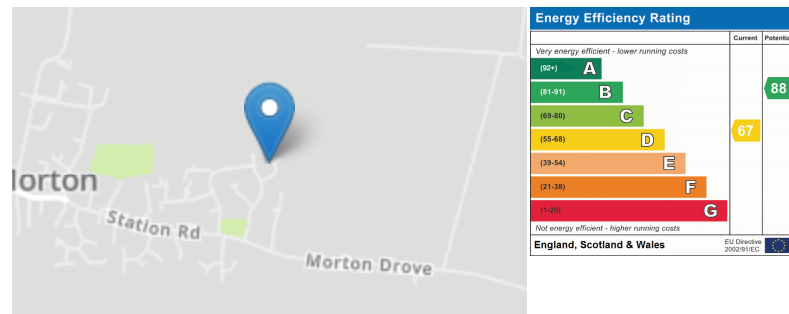 lorton
Station Rd
Morton Drove
Energy Efficiency Rating
Current Potentia
Very energy efficient - lower running costs
(92+) A
(81-91) B
88
(69-80) C
(55-68) D
67
(39-54) E
(21-38) F
(1-20) G
Not energy efficient - higher running costs
England, Scotland & Wales
EU Directive
2002/91/EC